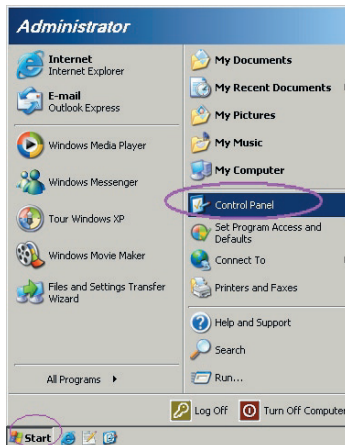 Administrator
Internet
Internet Explorer
E-mail
Outlook Express
Windows Media Player
Windows Messenger
Tour Windows XP
Windows Movie Maker
Files and Settings Transfer
Wizard
All Programs
My Documents
My Recent Documents
My Pictures
My Music
My Computer
Control Panel
Set Program Access and
Defaults
Connect To
Printers and Faxes
Help and Support
Search
Run...
Log Off
Turn Off Computer
Start